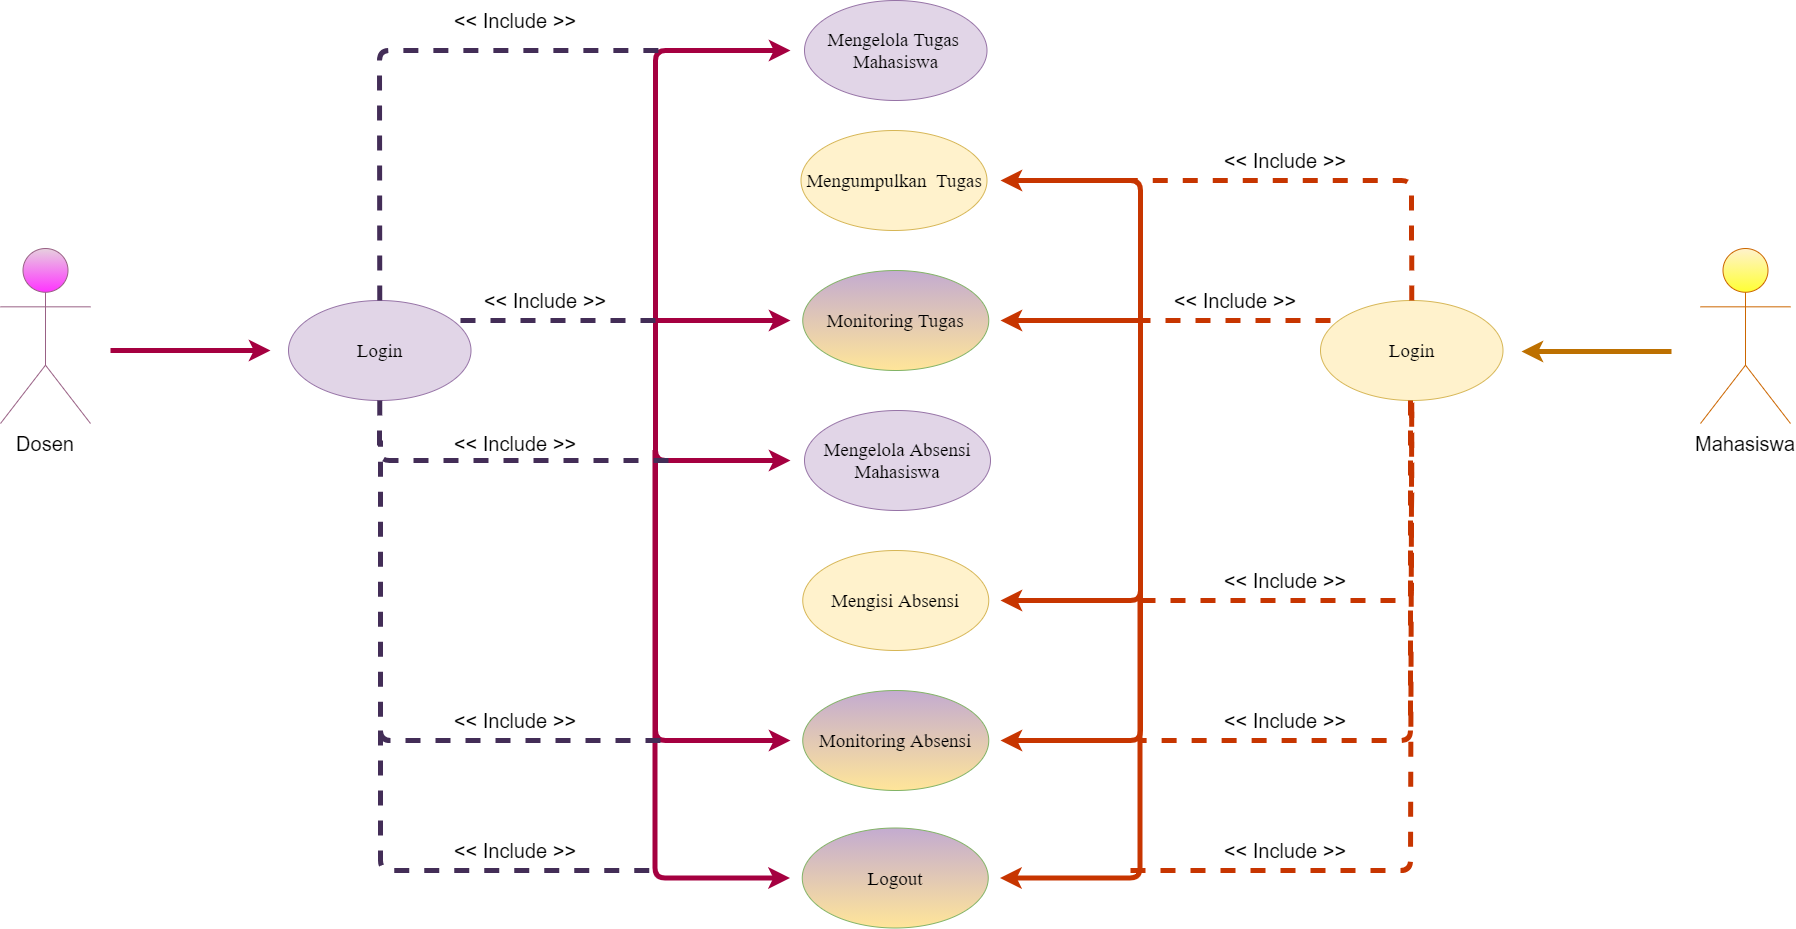 << Include >>
Mengelola Tugas
Mahasiswa
<< Include >>
Mengumpulkan  Tugas
<< Include >>
<< Include >>
Monitoring Tugas
Login
Login
Dosen
<< Include >>
Mengelola Absensi
Mahasiswa
Mahasiswa
Mengisi Absensi
<< Include >>
<< Include >>
Monitoring Absensi
<< Include >>
<< Include >>
Logout
<< Include >>